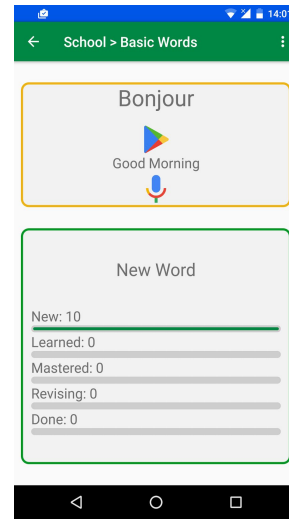 14:01
School > Basic Words
Bonjour
Good Morning
New Word
New: 10
Learned: 0
Mastered: 0
Revising: 0
Done: 0